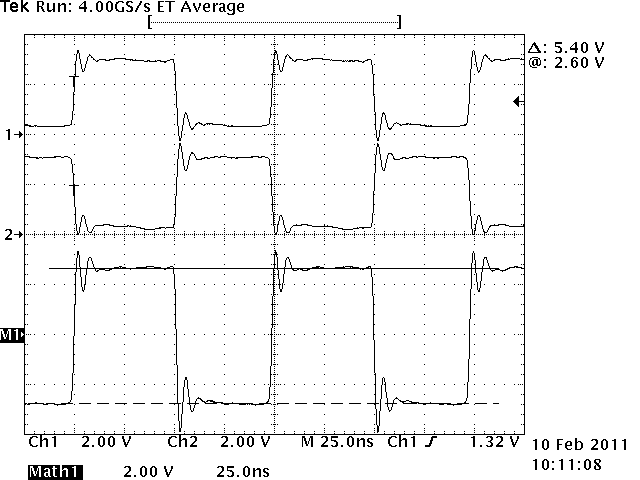 Tek Run: 4.00GS/s ET Average
Δ: 5.40 V
@: 2.60 V
1
2
M1
Ch1 2.00 V Ch2 2.00 V M 25.0ns Ch1 1.32 V
Math1 2.00 V 25.0ns
10 Feb 2011
10:11:08